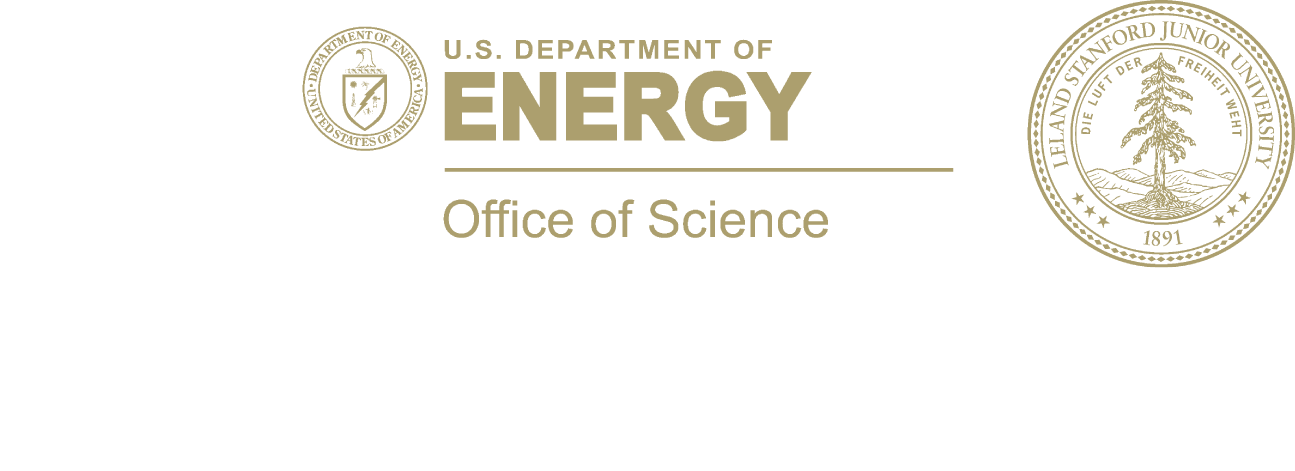 ·DEPARTMENT OF ENERGY·
UNITED STATES OF AMERICA
U.S. DEPARTMENT OF
ENERGY
Office of Science
LELAND STANFORD JUNIOR UNIVERSITY
DIE LUFT DER FREIHEIT WEHT
1891